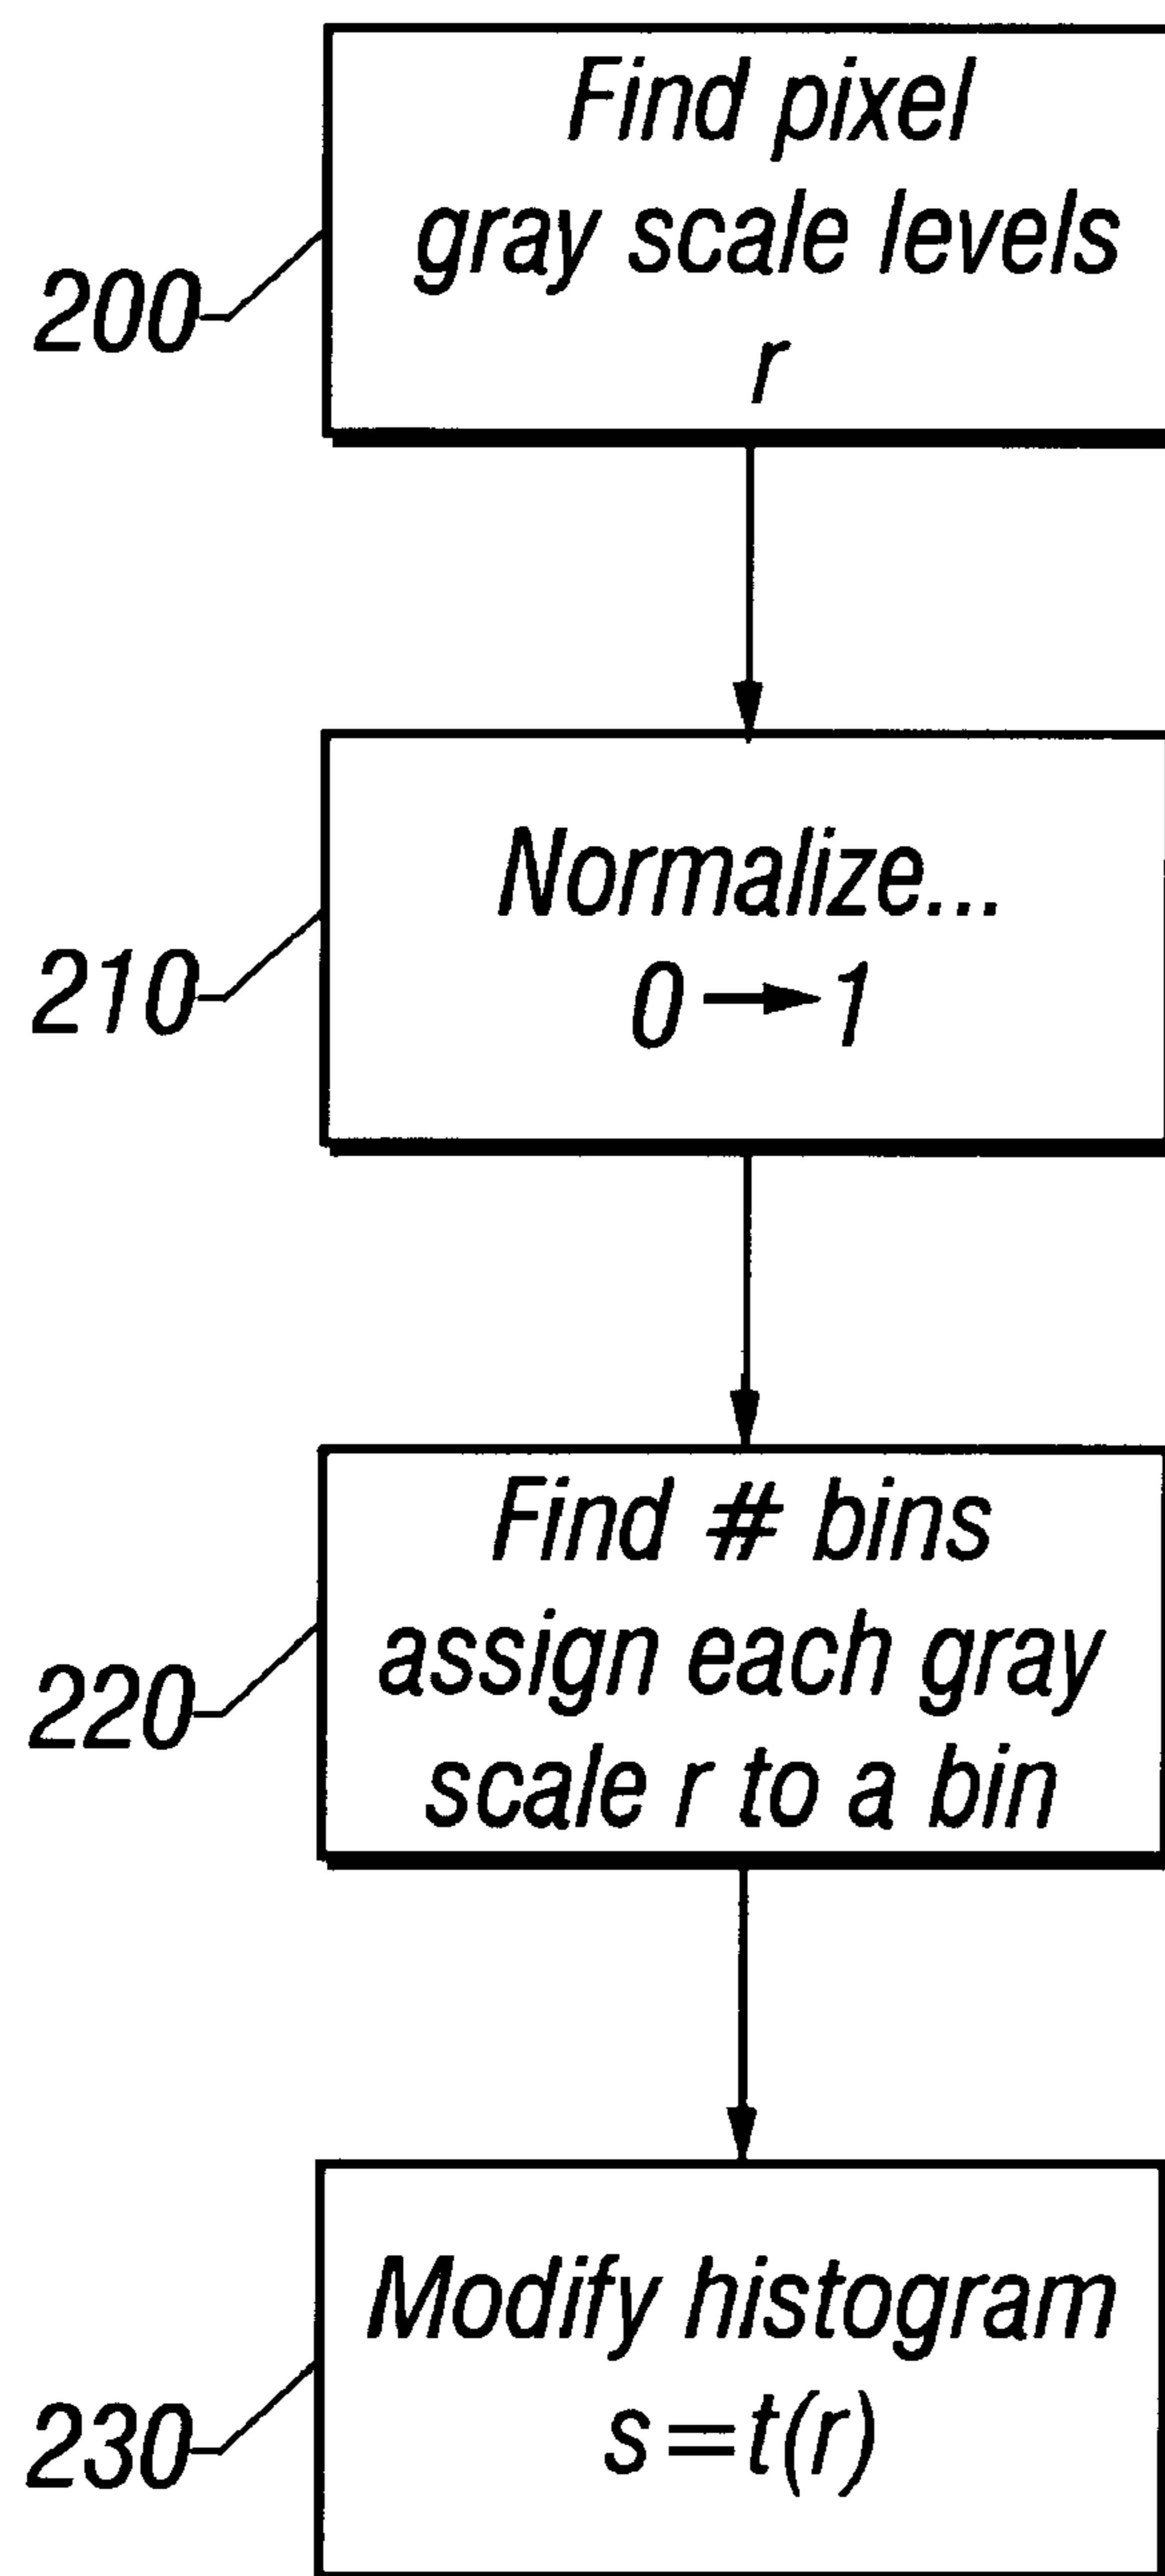 Find pixel
gray scale levels
r
200
Normalize...
0→1
210
Find # bins
assign each gray
scale r to a bin
220
Modify histogram
s=t(r)
230